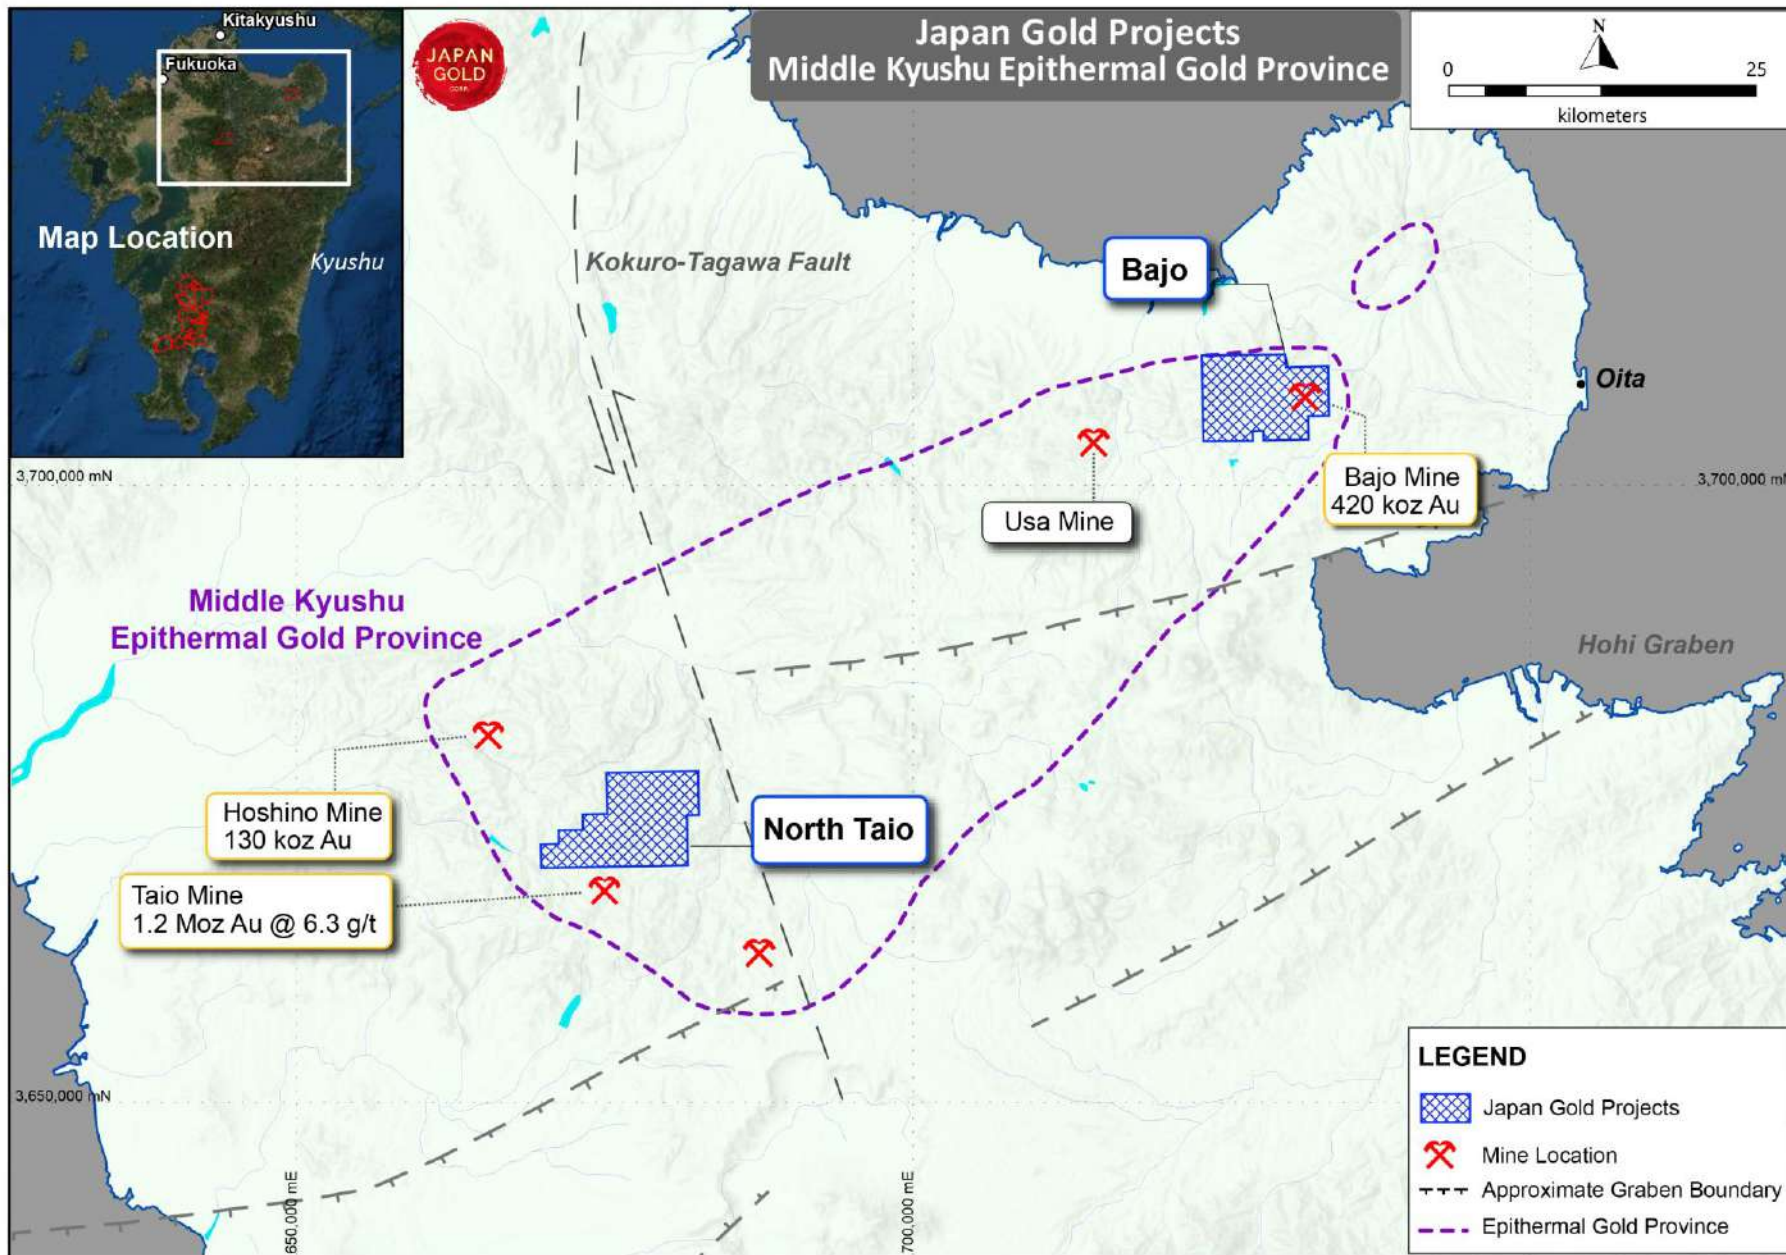 Kitakyushu
Fukuoka
Map Location
Kyushu
JAPAN
GOLD
CORP.
Japan Gold Projects
Middle Kyushu Epithermal Gold Province
N
0 25
kilometers
Kokuro-Tagawa Fault
Bajo
Oita
3,700,000 mN
3,700,000 mN
Bajo Mine
420 koz Au
Usa Mine
Middle Kyushu
Epithermal Gold Province
Hohi Graben
Hoshino Mine
130 koz Au
North Taio
Taio Mine
1.2 Moz Au @ 6.3 g/t
3,650,000 mN
650,000 mE
700,000 mE
LEGEND
Japan Gold Projects
Mine Location
Approximate Graben Boundary
Epithermal Gold Province